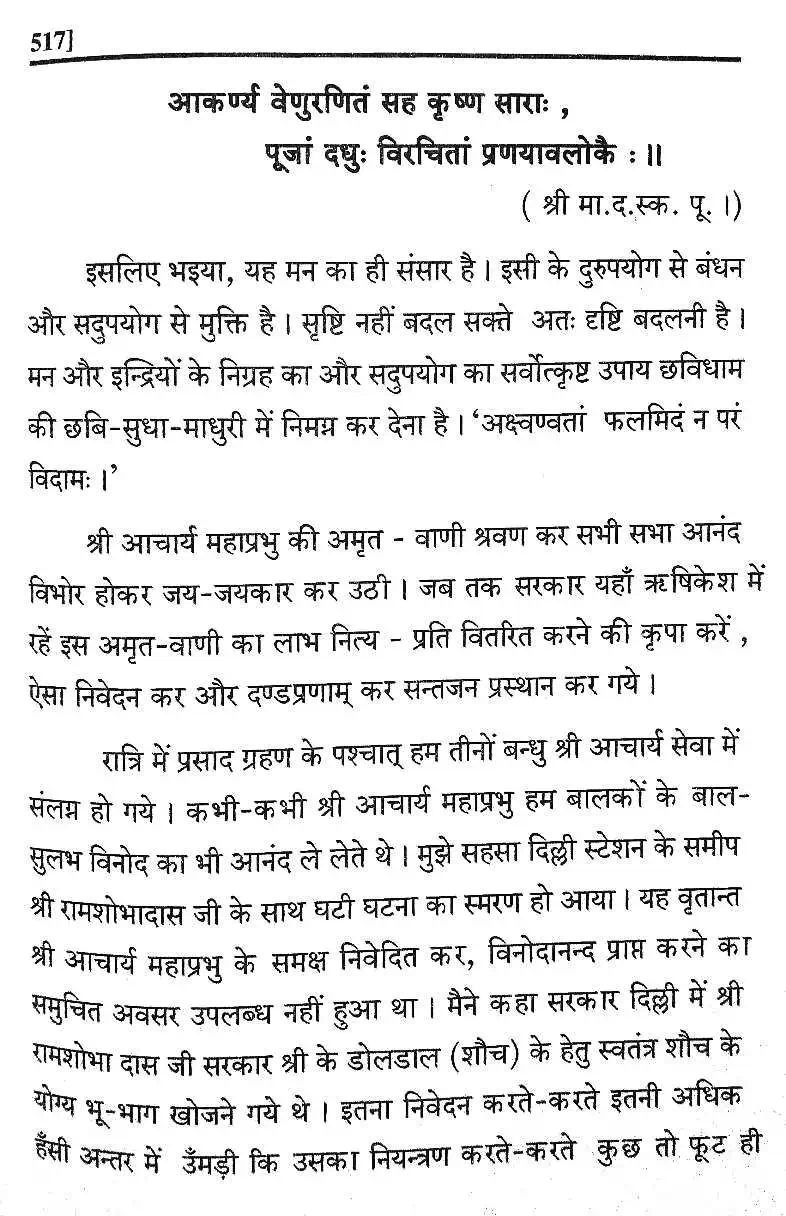 517]
आकर्ण्य वेणुरणितं सह कृष्ण साराः ,
पूजां दधुः विरचितां प्रणयावलोकै : ॥
( श्री मा.द.स्क. पू. ।)
इसलिए भइया, यह मन का ही संसार है । इसी के दुरुपयोग से बंधन
और सदुपयोग से मुक्ति है । सृष्टि नहीं बदल सक्ते अतः दृष्टि बदलनी है ।
मन और इन्द्रियों के निग्रह का और सदुपयोग का सर्वोत्कृष्ट उपाय छविधाम
की छबि-सुधा-माधुरी में निमग्न कर देना है । ‘अक्ष्वण्वतां फलमिदं न परं
विदामः ।’
श्री आचार्य महाप्रभु की अमृत - वाणी श्रवण कर सभी सभा आनंद
विभोर होकर जय-जयकार कर उठी । जब तक सरकार यहाँ ऋषिकेश में
रहें इस अमृत-वाणी का लाभ नित्य - प्रति वितरित करने की कृपा करें ,
ऐसा निवेदन कर और दण्डप्रणाम् कर सन्तजन प्रस्थान कर गये ।
रात्रि में प्रसाद ग्रहण के पश्चात् हम तीनों बन्धु श्री आचार्य सेवा में
संलग्न हो गये । कभी-कभी श्री आचार्य महाप्रभु हम बालकों के बाल-
सुलभ विनोद का भी आनंद ले लेते थे । मुझे सहसा दिल्ली स्टेशन के समीप
श्री रामशोभादास जी के साथ घटी घटना का स्मरण हो आया । यह वृतान्त
श्री आचार्य महाप्रभु के समक्ष निवेदित कर, विनोदानन्द प्राप्त करने का
समुचित अवसर उपलब्ध नहीं हुआ था । मैने कहा सरकार दिल्ली में श्री
रामशोभा दास जी सरकार श्री के डोलडाल (शौच) के हेतु स्वतंत्र शौच के
योग्य भू-भाग खोजने गये थे । इतना निवेदन करते-करते इतनी अधिक
हँसी अन्तर में उँमड़ी कि उसका नियन्त्रण करते-करते कुछ तो फूट ही